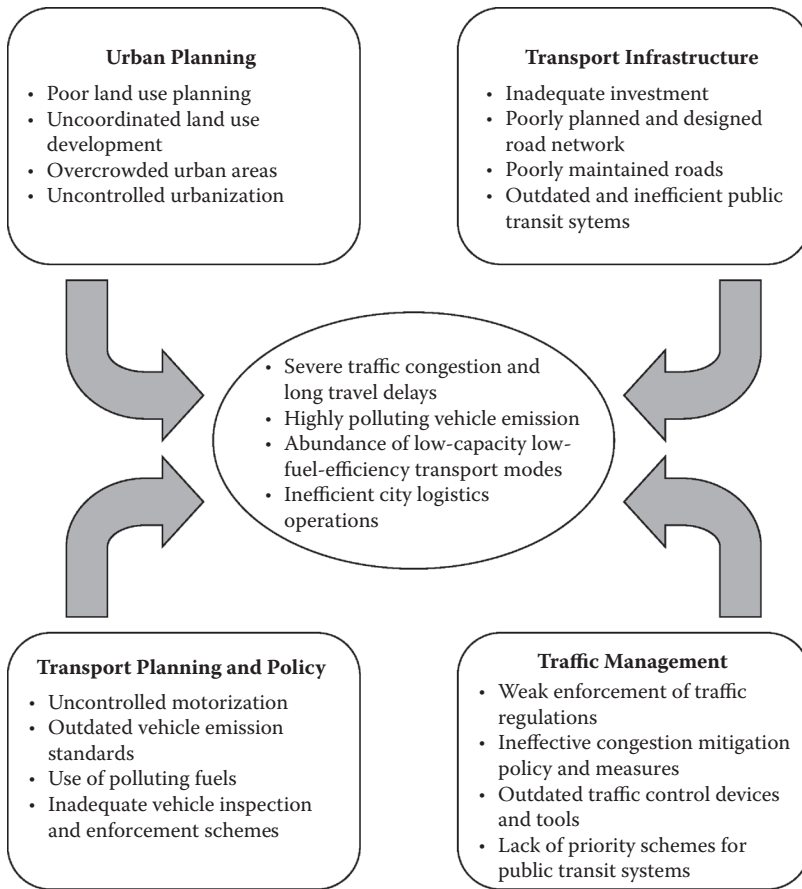 Urban Planning
• Poor land use planning
• Uncoordinated land use
development
• Overcrowded urban areas
• Uncontrolled urbanization
Transport Infrastructure
• Inadequate investment
• Poorly planned and designed
road network
• Poorly maintained roads
• Outdated and inefficient public
transit sytems
• Severe traffic congestion and
long travel delays
• Highly polluting vehicle emission
• Abundance of low-capacity low-
fuel-efficiency transport modes
• Inefficient city logistics
operations
Transport Planning and Policy
• Uncontrolled motorization
• Outdated vehicle emission
standards
• Use of polluting fuels
• Inadequate vehicle inspection
and enforcement schemes
Traffic Management
• Weak enforcement of traffic
regulations
• Ineffective congestion mitigation
policy and measures
• Outdated traffic control devices
and tools
• Lack of priority schemes for
public transit systems